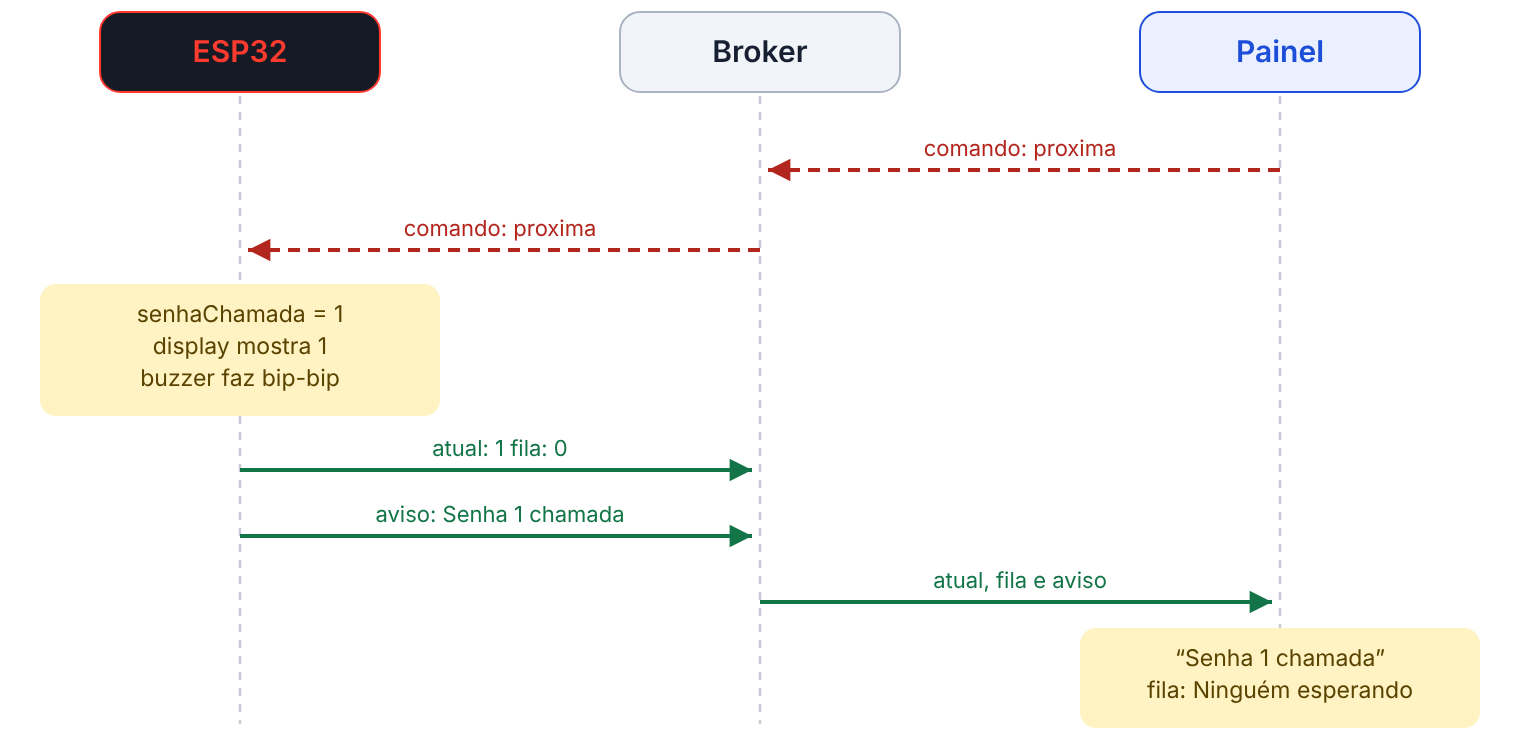 ESP32
Broker
Painel
comando: proxima
comando: proxima
senhaChamada = 1
display mostra 1
buzzer faz bip-bip
atual: 1 fila: 0
aviso: Senha 1 chamada
atual, fila e aviso
“Senha 1 chamada”
fila: Ninguém esperando